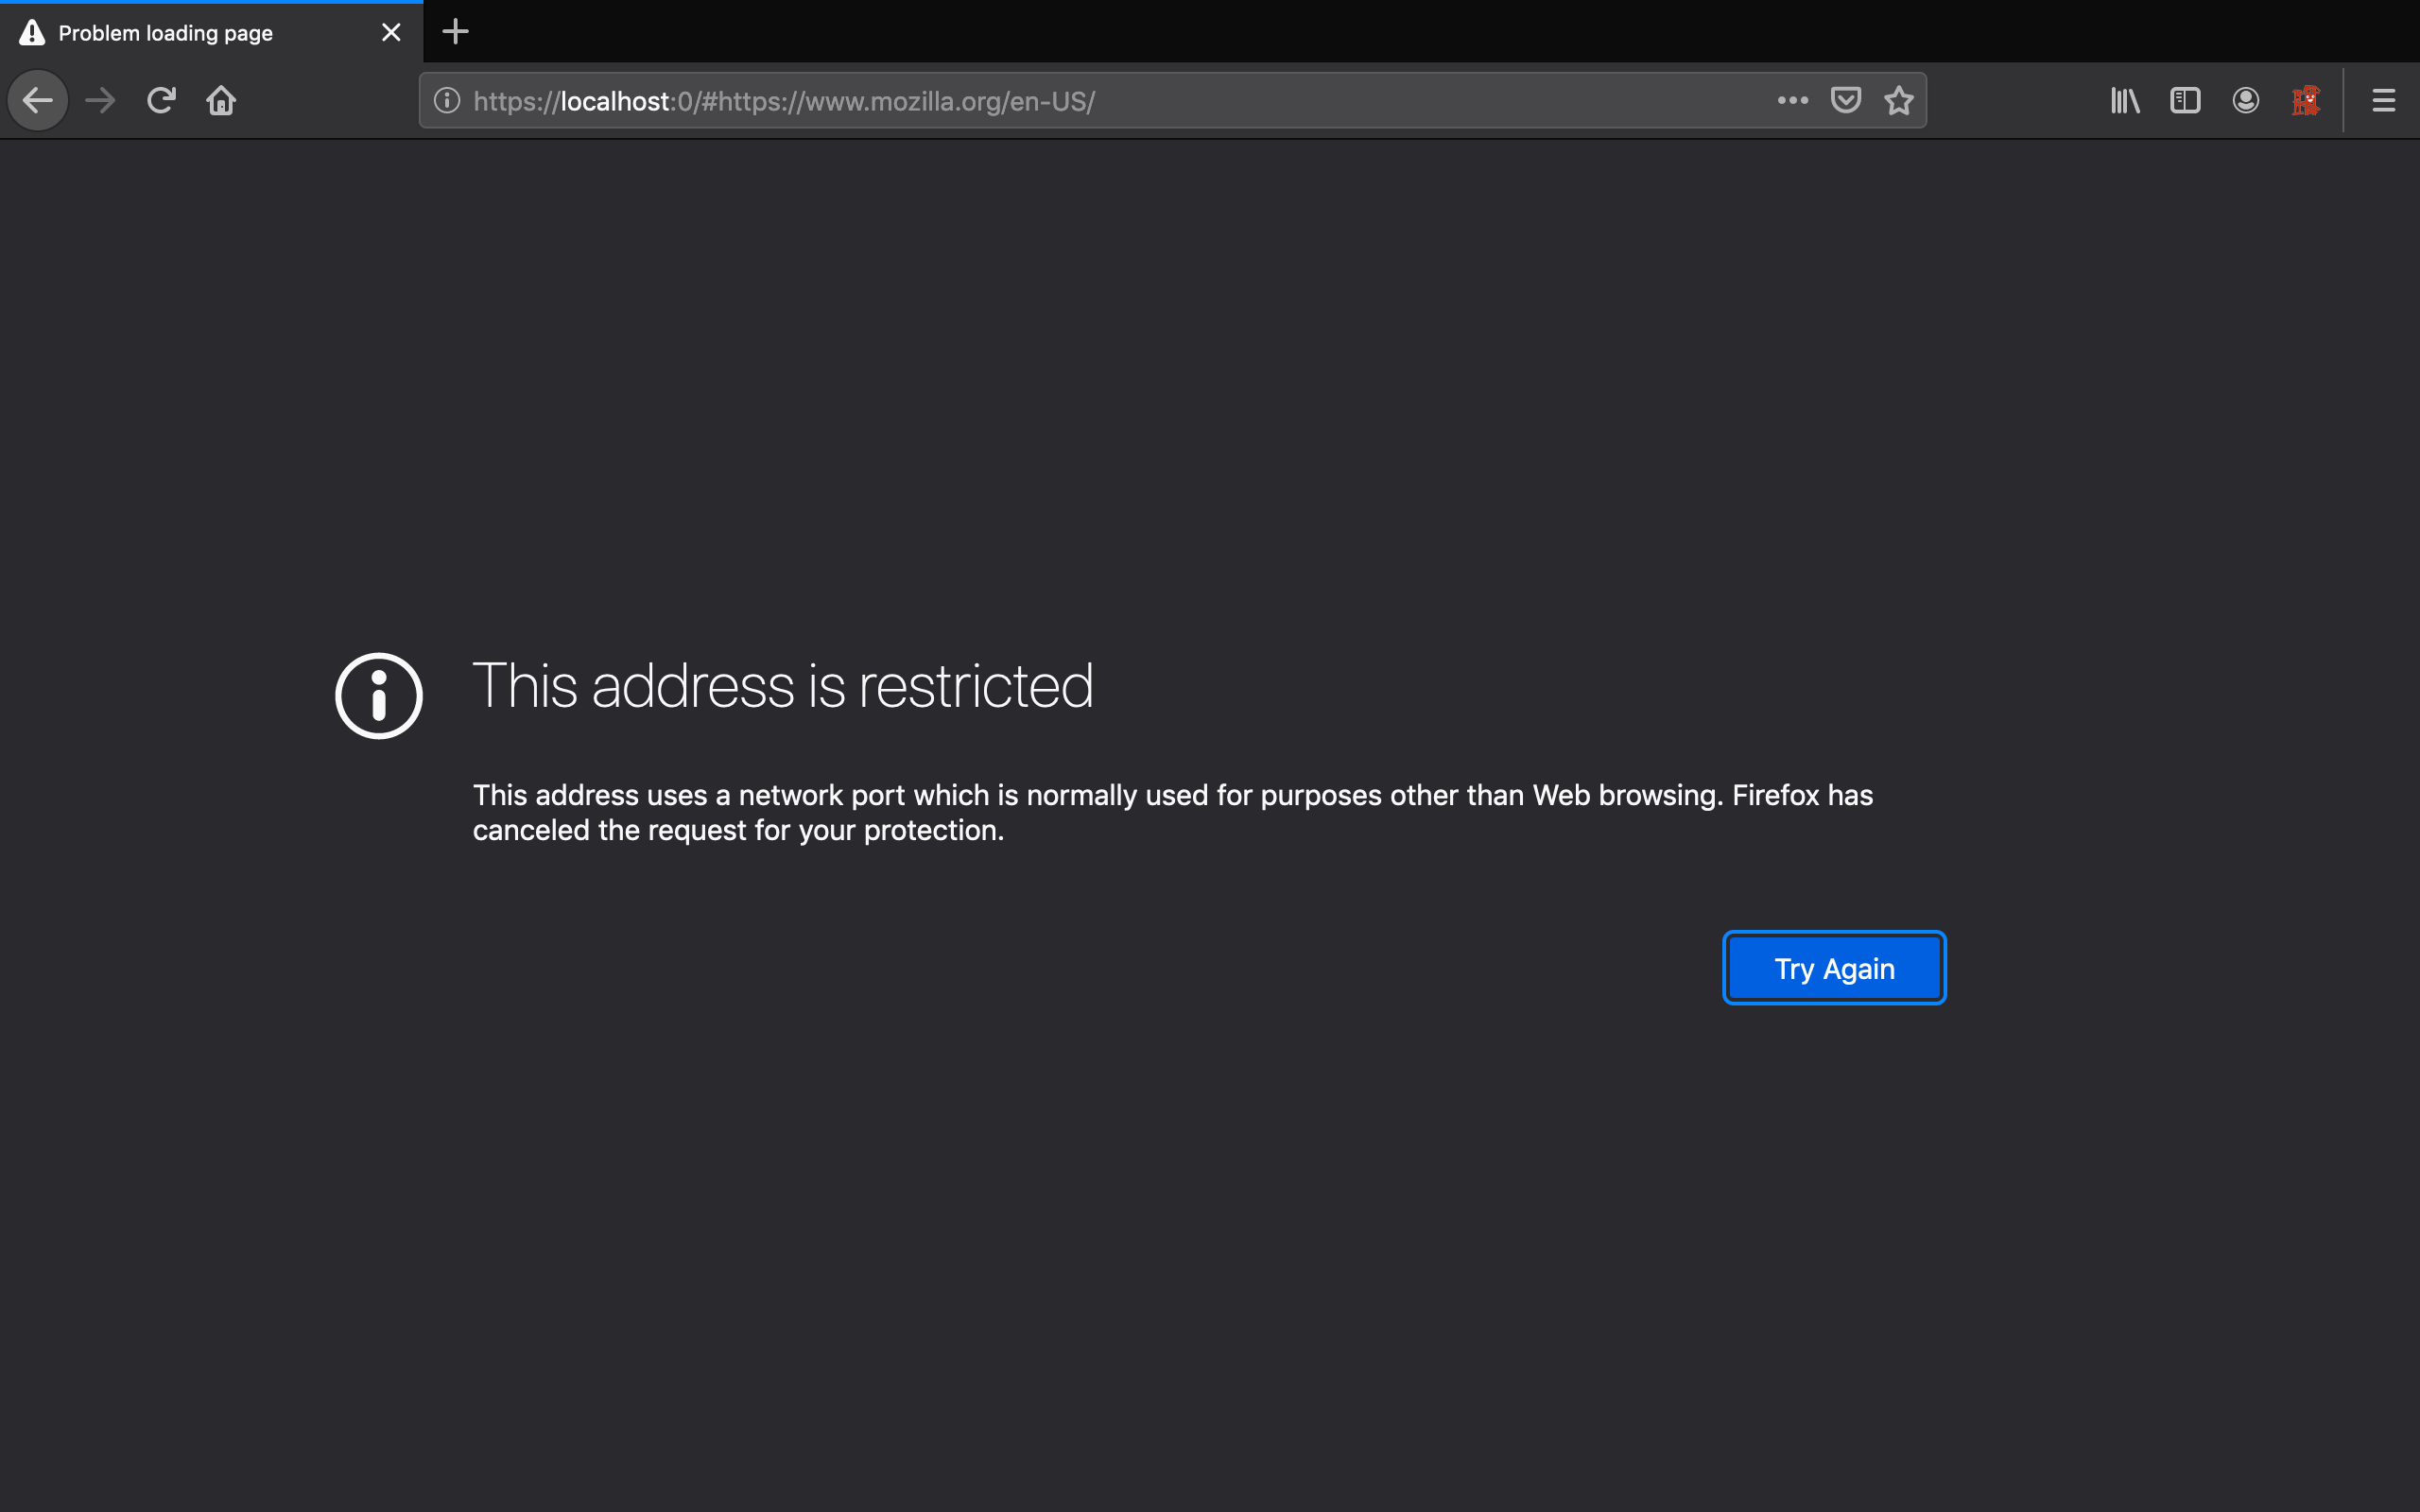 Problem loading page
https://localhost:0/#https://www.mozilla.org/en-US/
This address is restricted
This address uses a network port which is normally used for purposes other than Web browsing. Firefox has
canceled the request for your protection.
Try Again